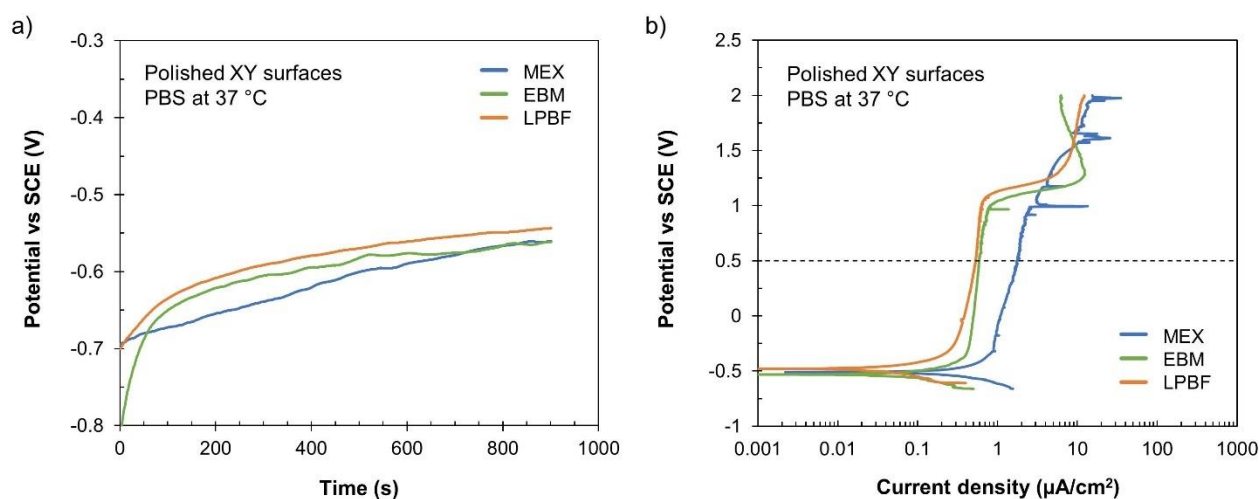 a)
Polished XY surfaces
PBS at 37 °C
MEX
EBM
LPBF
-0.3
-0.4
-0.5
-0.6
-0.7
-0.8
Potential vs SCE (V)
0
200
400
600
800
1000
Time (s)
b)
Polished XY surfaces
PBS at 37 °C
2.5
2
1.5
1
0.5
0
-0.5
-1
Potential vs SCE (V)
MEX
EBM
LPBF
0.001
0.01
0.1
1
10
100
1000
Current density (µA/cm²)